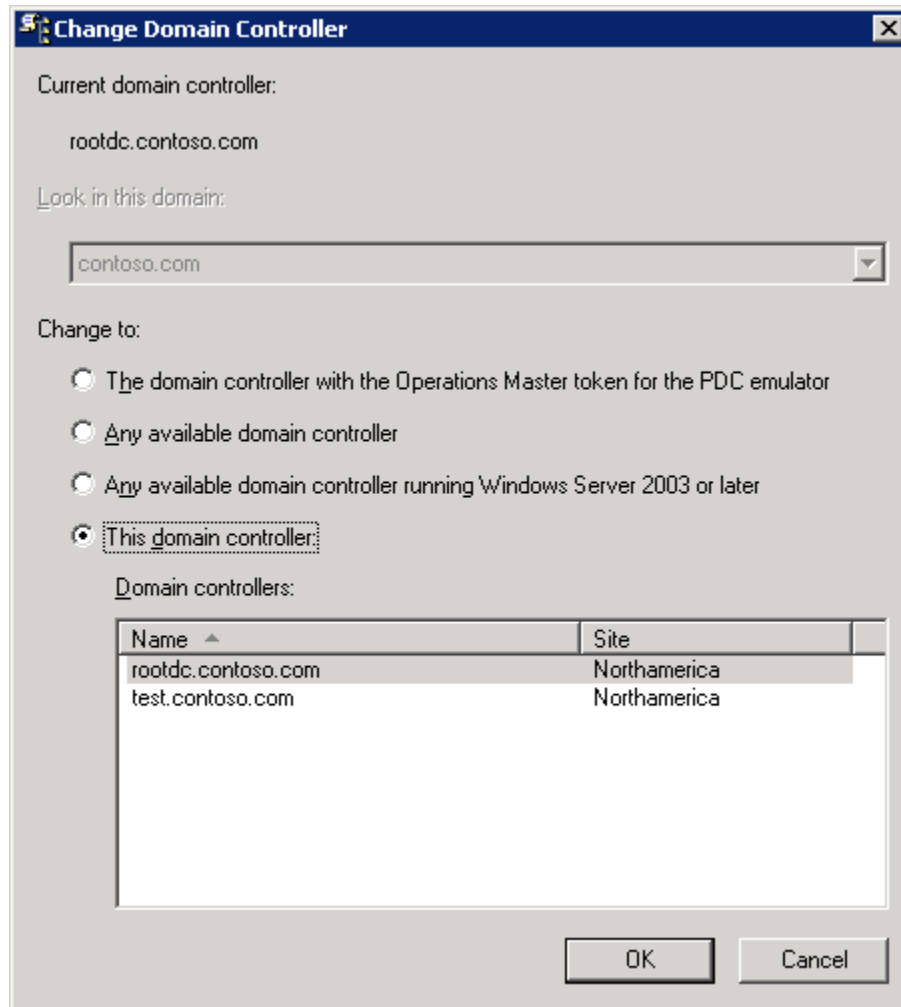 Change Domain Controller
Current domain controller:
rootdc.contoso.com
Look in this domain:
contoso.com
Change to:
The domain controller with the Operations Master token for the PDC emulator
Any available domain controller
Any available domain controller running Windows Server 2003 or later
This domain controller:
Domain controllers:
Name Site
rootdc.contoso.com Northamerica
test.contoso.com Northamerica
OK Cancel